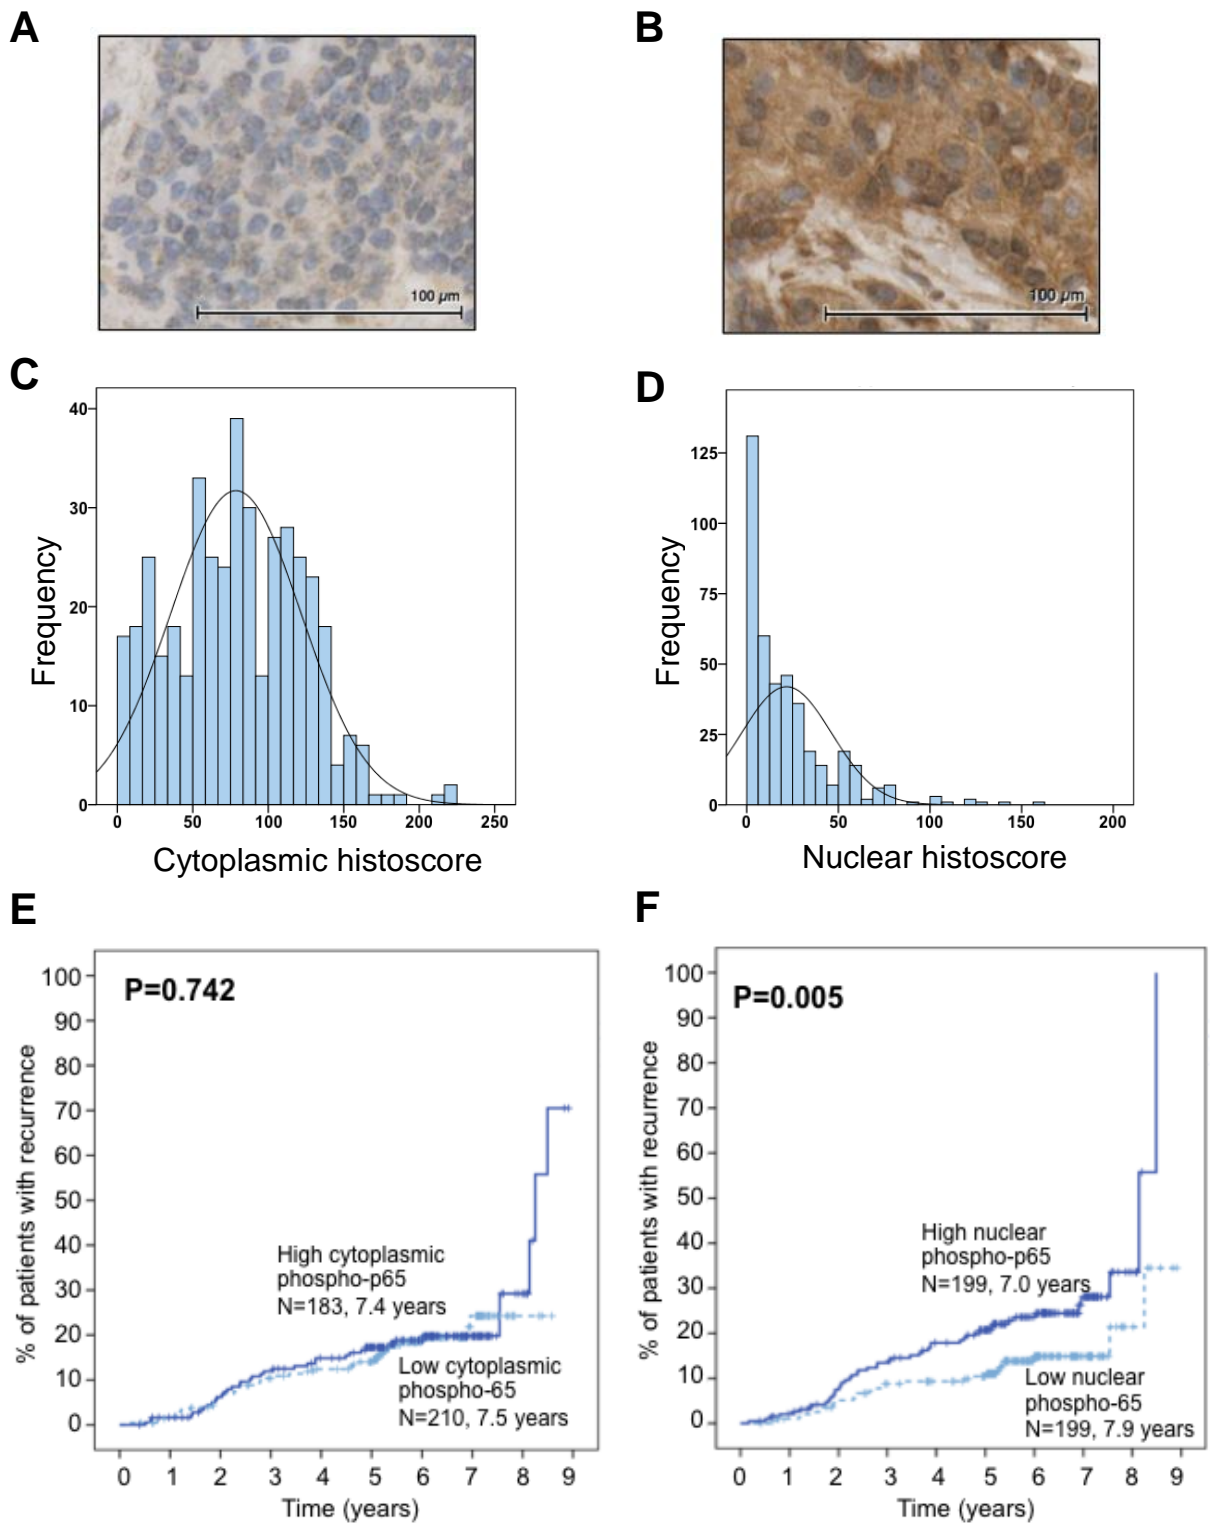 A
B
100 µm
100 µm
C
D
Frequency
40
30
20
10
0
0 50 100 150 200 250
Cytoplasmic histoscore
Frequency
125
100
75
50
25
0
0 50 100 150 200
Nuclear histoscore
E
F
P=0.742
% of patients with recurrence
100
90
80
70
60
50
40
30
20
10
0
High cytoplasmic
phospho-p65
N=183, 7.4 years
Low cytoplasmic
phospho-65
N=210, 7.5 years
0 1 2 3 4 5 6 7 8 9
Time (years)
P=0.005
% of patients with recurrence
100
90
80
70
60
50
40
30
20
10
0
High nuclear
phospho-p65
N=199, 7.0 years
Low nuclear
phospho-65
N=199, 7.9 years
0 1 2 3 4 5 6 7 8 9
Time (years)